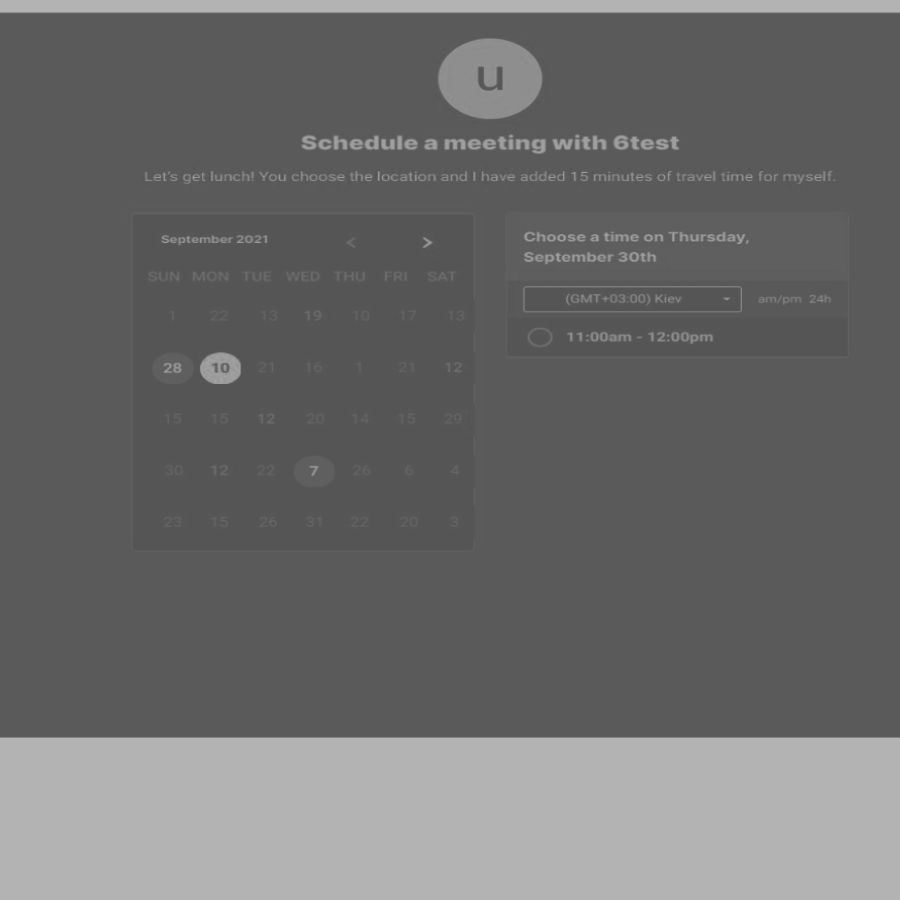 u
Schedule a meeting with 6test
Let's get lunch! You choose the location and I have added 15 minutes of travel time for myself.
September 2021 < >
SUN MON TUE WED THU FRI SAT
1 22 13 19 10 17 13
28 10 21 16 1 21 12
15 15 12 20 14 15 29
30 12 22 7 26 6 4
23 15 26 31 22 20 3
Choose a time on Thursday,
September 30th
(GMT+03:00) Kiev am/pm 24h
11:00am - 12:00pm